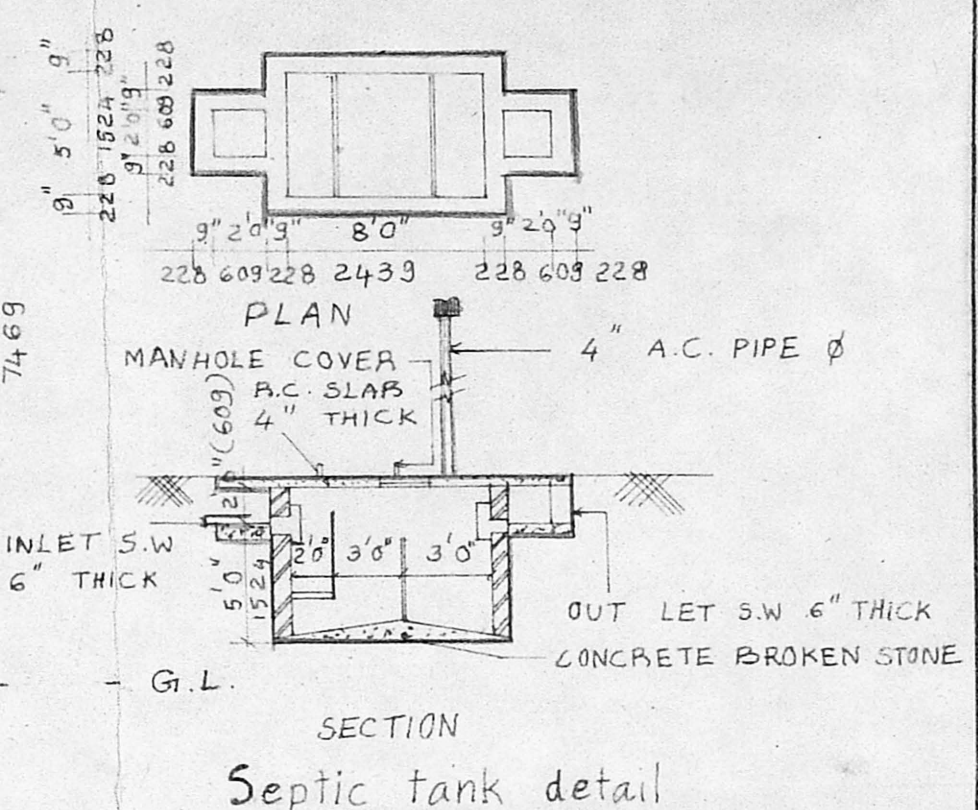 9" 5'0" 9"
228 1524 228
9" 2'0" 9"
228 609 228
228
9" 2'0" 9" 8'0" 9" 2'0" 9"
228 609 228 2439 228 609 228
PLAN
7469
4" A.C. PIPE Ø
MANHOLE COVER
R.C. SLAB
4" THICK
2'0" (609)
INLET S.W
6" THICK
2'0" 3'0" 3'0"
5'0"
1524
OUT LET S.W 6" THICK
CONCRETE BROKEN STONE
G.L.
SECTION
Septic tank detail